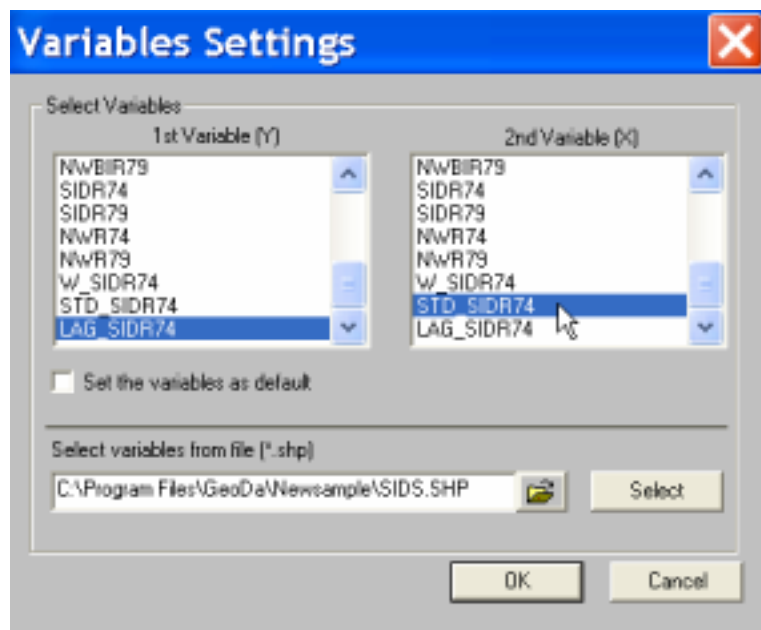 Variables Settings
Select Variables
1st Variable (Y)
2nd Variable (X)
NWBIR79
SIDR74
SIDR79
NWR74
NWR79
W_SIDR74
STD_SIDR74
LAG_SIDR74
NWBIR79
SIDR74
SIDR79
NWR74
NWR79
W_SIDR74
STD_SIDR74
LAG_SIDR74
Set the variables as default
Select variables from file (*.shp)
C:\Program Files\GeoDa\Newsample\SIDS.SHP
Select
OK
Cancel